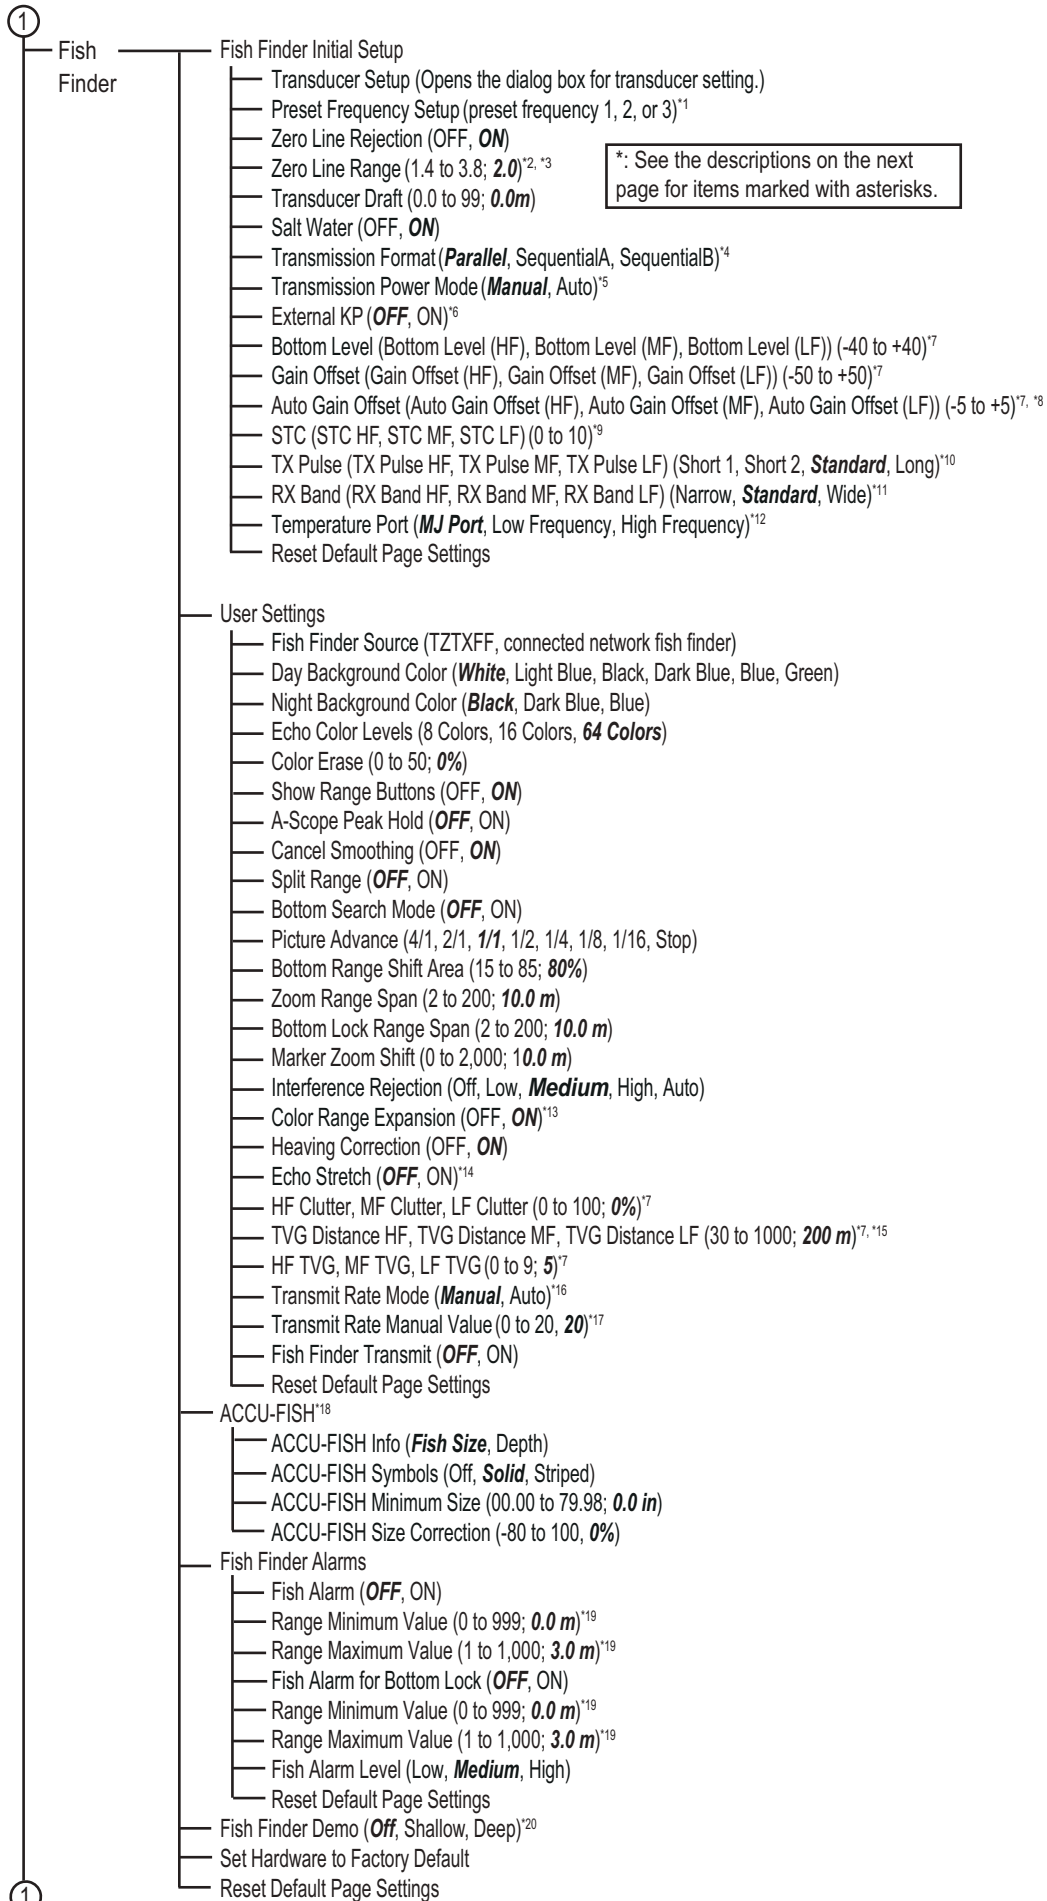 1
Fish Finder
Fish Finder Initial Setup
Transducer Setup (Opens the dialog box for transducer setting.)
Preset Frequency Setup (preset frequency 1, 2, or 3)*1
Zero Line Rejection (OFF, ON)
Zero Line Range (1.4 to 3.8; 2.0)*2, *3
*: See the descriptions on the next
page for items marked with asterisks.
Transducer Draft (0.0 to 99; 0.0m)
Salt Water (OFF, ON)
Transmission Format (Parallel, SequentialA, SequentialB)*4
Transmission Power Mode (Manual, Auto)*5
External KP (OFF, ON)*6
Bottom Level (Bottom Level (HF), Bottom Level (MF), Bottom Level (LF)) (-40 to +40)*7
Gain Offset (Gain Offset (HF), Gain Offset (MF), Gain Offset (LF)) (-50 to +50)*7
Auto Gain Offset (Auto Gain Offset (HF), Auto Gain Offset (MF), Auto Gain Offset (LF)) (-5 to +5)*7, *8
STC (STC HF, STC MF, STC LF) (0 to 10)*9
TX Pulse (TX Pulse HF, TX Pulse MF, TX Pulse LF) (Short 1, Short 2, Standard, Long)*10
RX Band (RX Band HF, RX Band MF, RX Band LF) (Narrow, Standard, Wide)*11
Temperature Port (MJ Port, Low Frequency, High Frequency)*12
Reset Default Page Settings
User Settings
Fish Finder Source (TZTXFF, connected network fish finder)
Day Background Color (White, Light Blue, Black, Dark Blue, Blue, Green)
Night Background Color (Black, Dark Blue, Blue)
Echo Color Levels (8 Colors, 16 Colors, 64 Colors)
Color Erase (0 to 50; 0%)
Show Range Buttons (OFF, ON)
A-Scope Peak Hold (OFF, ON)
Cancel Smoothing (OFF, ON)
Split Range (OFF, ON)
Bottom Search Mode (OFF, ON)
Picture Advance (4/1, 2/1, 1/1, 1/2, 1/4, 1/8, 1/16, Stop)
Bottom Range Shift Area (15 to 85; 80%)
Zoom Range Span (2 to 200; 10.0 m)
Bottom Lock Range Span (2 to 200; 10.0 m)
Marker Zoom Shift (0 to 2,000; 10.0 m)
Interference Rejection (Off, Low, Medium, High, Auto)
Color Range Expansion (OFF, ON)*13
Heaving Correction (OFF, ON)
Echo Stretch (OFF, ON)*14
HF Clutter, MF Clutter, LF Clutter (0 to 100; 0%)*7
TVG Distance HF, TVG Distance MF, TVG Distance LF (30 to 1000; 200 m)*7, *15
HF TVG, MF TVG, LF TVG (0 to 9; 5)*7
Transmit Rate Mode (Manual, Auto)*16
Transmit Rate Manual Value (0 to 20, 20)*17
Fish Finder Transmit (OFF, ON)
Reset Default Page Settings
ACCU-FISH*18
ACCU-FISH Info (Fish Size, Depth)
ACCU-FISH Symbols (Off, Solid, Striped)
ACCU-FISH Minimum Size (00.00 to 79.98; 0.0 in)
ACCU-FISH Size Correction (-80 to 100, 0%)
Fish Finder Alarms
Fish Alarm (OFF, ON)
Range Minimum Value (0 to 999; 0.0 m)*19
Range Maximum Value (1 to 1,000; 3.0 m)*19
Fish Alarm for Bottom Lock (OFF, ON)
Range Minimum Value (0 to 999; 0.0 m)*19
Range Maximum Value (1 to 1,000; 3.0 m)*19
Fish Alarm Level (Low, Medium, High)
Reset Default Page Settings
Fish Finder Demo (Off, Shallow, Deep)*20
Set Hardware to Factory Default
Reset Default Page Settings
1